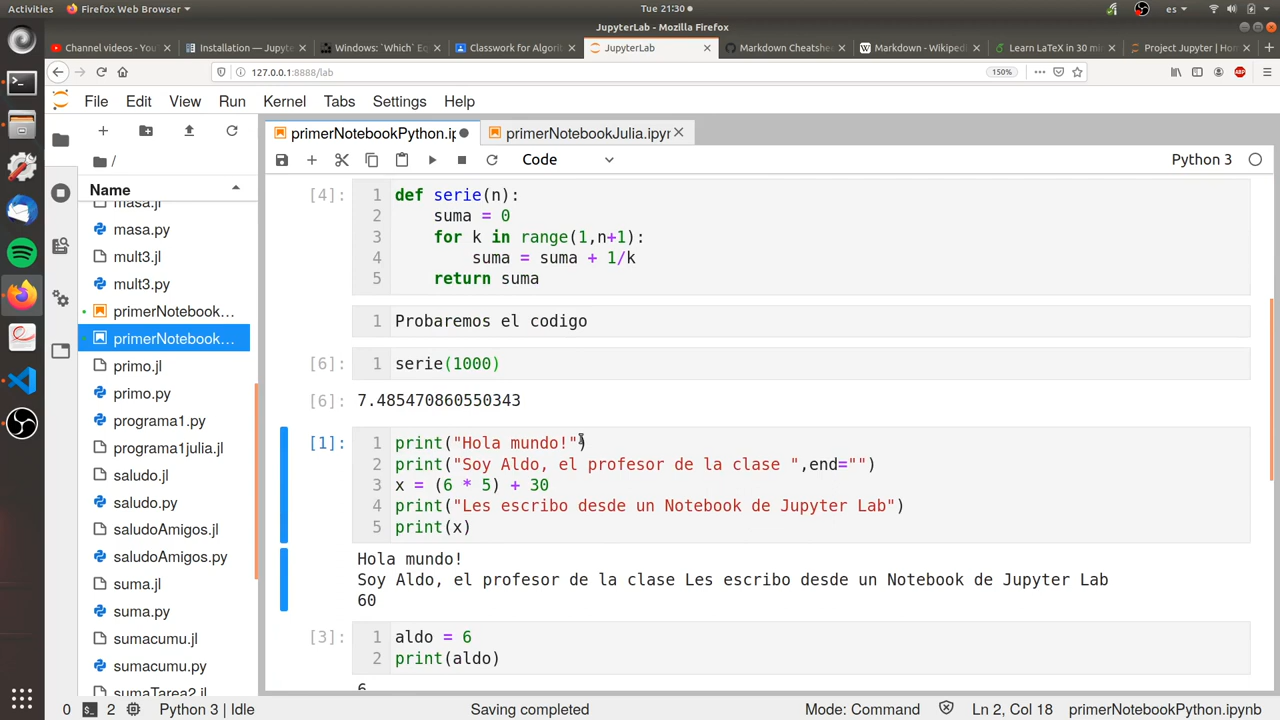 Activities Firefox Web Browser Tue 21:30 es
JupyterLab - Mozilla Firefox
Channel videos - You Installation — Jupyte Windows: `Which` Eq Classwork for Algorit JupyterLab Markdown Cheatshe Markdown - Wikiped Learn LaTeX in 30 mi Project Jupyter | Hom
127.0.0.1:8888/lab 150% ABP
File Edit View Run Kernel Tabs Settings Help
primerNotebookPython.ip primerNotebookJulia.ipyn
Code Python 3
/
Name
masa.jl
masa.py
mult3.jl
mult3.py
primerNotebook…
primerNotebook…
primo.jl
primo.py
programa1.py
programa1julia.jl
saludo.jl
saludo.py
saludoAmigos.jl
saludoAmigos.py
suma.jl
suma.py
sumacumu.jl
sumacumu.py
sumaTarea2.jl
[4]: 1 def serie(n):
2 suma = 0
3 for k in range(1,n+1):
4 suma = suma + 1/k
5 return suma
1 Probaremos el codigo
[6]: 1 serie(1000)
[6]: 7.485470860550343
[1]: 1 print("Hola mundo!")
2 print("Soy Aldo, el profesor de la clase ",end="")
3 x = (6 * 5) + 30
4 print("Les escribo desde un Notebook de Jupyter Lab")
5 print(x)
Hola mundo!
Soy Aldo, el profesor de la clase Les escribo desde un Notebook de Jupyter Lab
60
[3]: 1 aldo = 6
2 print(aldo)
6
0 2 Python 3 | Idle Saving completed Mode: Command Ln 2, Col 18 primerNotebookPython.ipynb